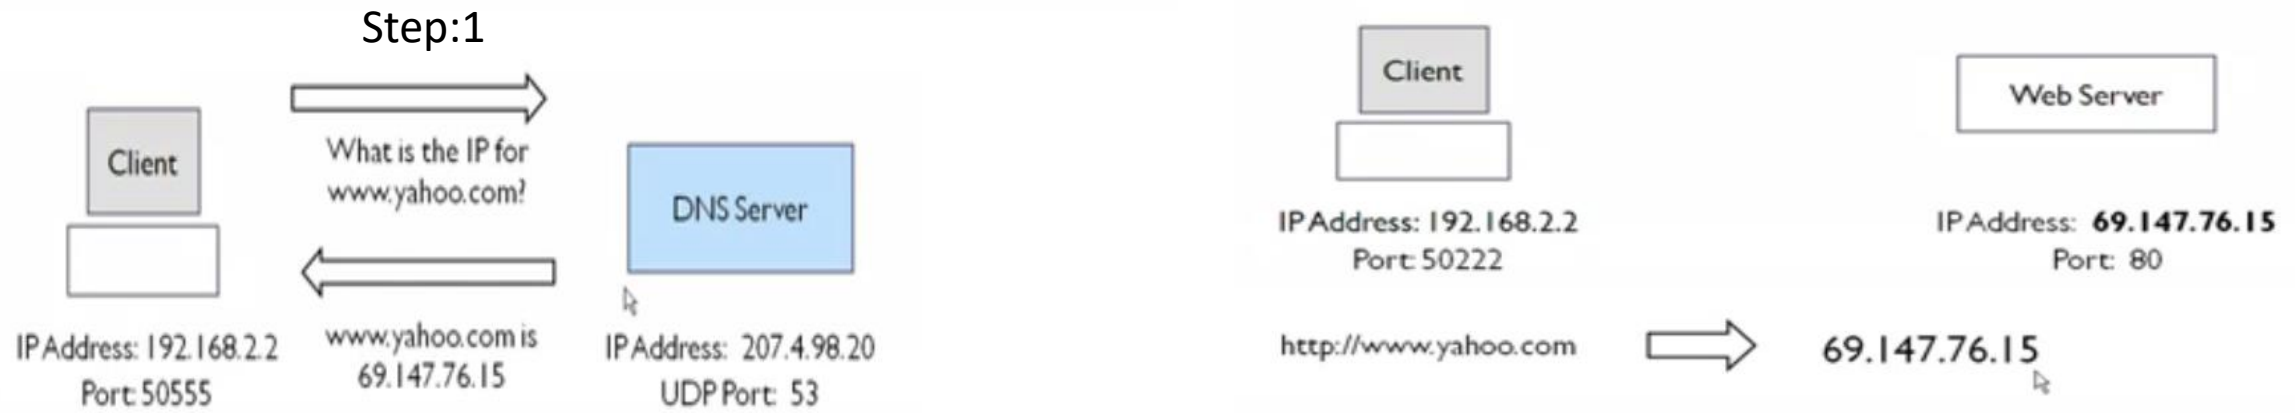 Step:1
Client
What is the IP for
www.yahoo.com?
DNS Server
www.yahoo.com is
69.147.76.15
IP Address: 192.168.2.2
Port: 50555
IP Address: 207.4.98.20
UDP Port: 53
Client
Web Server
IP Address: 192.168.2.2
Port: 50222
IP Address: 69.147.76.15
Port: 80
http://www.yahoo.com
69.147.76.15